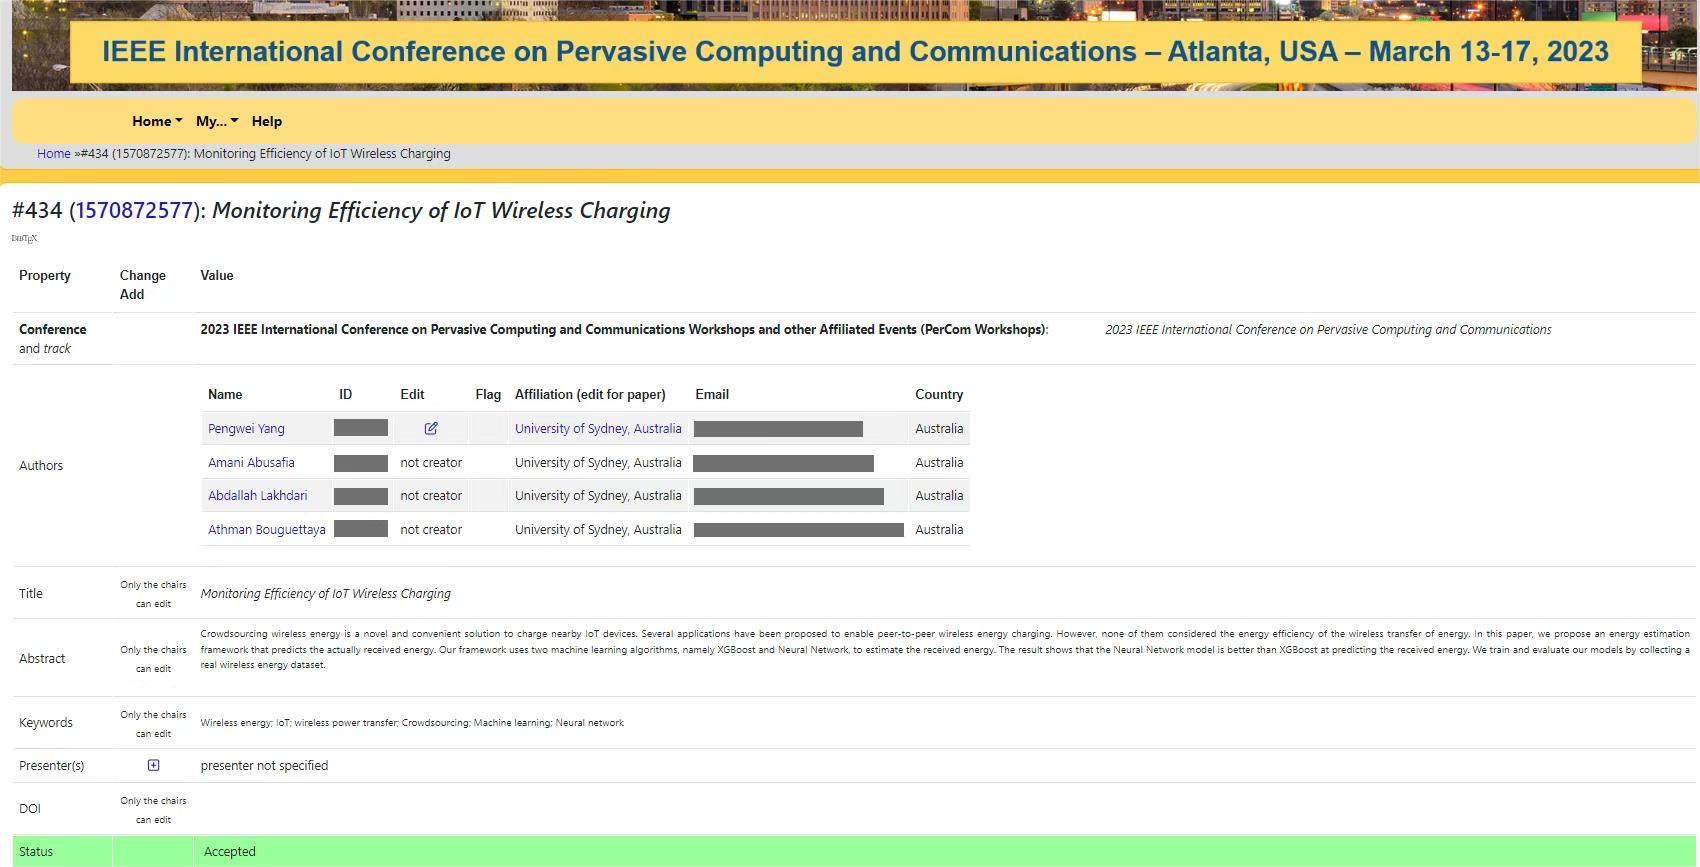 IEEE International Conference on Pervasive Computing and Communications – Atlanta, USA – March 13-17, 2023
Home My... Help
Home »#434 (1570872577): Monitoring Efficiency of IoT Wireless Charging
#434 (1570872577): Monitoring Efficiency of IoT Wireless Charging
BibTeX
Property Change Add Value
Conference and track 2023 IEEE International Conference on Pervasive Computing and Communications Workshops and other Affiliated Events (PerCom Workshops): 2023 IEEE International Conference on Pervasive Computing and Communications
Authors
Name ID Edit Flag Affiliation (edit for paper) Email Country
Pengwei Yang University of Sydney, Australia Australia
Amani Abusafia not creator University of Sydney, Australia Australia
Abdallah Lakhdari not creator University of Sydney, Australia Australia
Athman Bouguettaya not creator University of Sydney, Australia Australia
Title Only the chairs can edit Monitoring Efficiency of IoT Wireless Charging
Abstract Only the chairs can edit
Crowdsourcing wireless energy is a novel and convenient solution to charge nearby IoT devices. Several applications have been proposed to enable peer-to-peer wireless energy charging. However, none of them considered the energy efficiency of the wireless transfer of energy. In this paper, we propose an energy estimation
framework that predicts the actually received energy. Our framework uses two machine learning algorithms, namely XGBoost and Neural Network, to estimate the received energy. The result shows that the Neural Network model is better than XGBoost at predicting the received energy. We train and evaluate our models by collecting a
real wireless energy dataset.
Keywords Only the chairs can edit Wireless energy; IoT; wireless power transfer; Crowdsourcing; Machine learning; Neural network
Presenter(s) presenter not specified
DOI Only the chairs can edit
Status Accepted